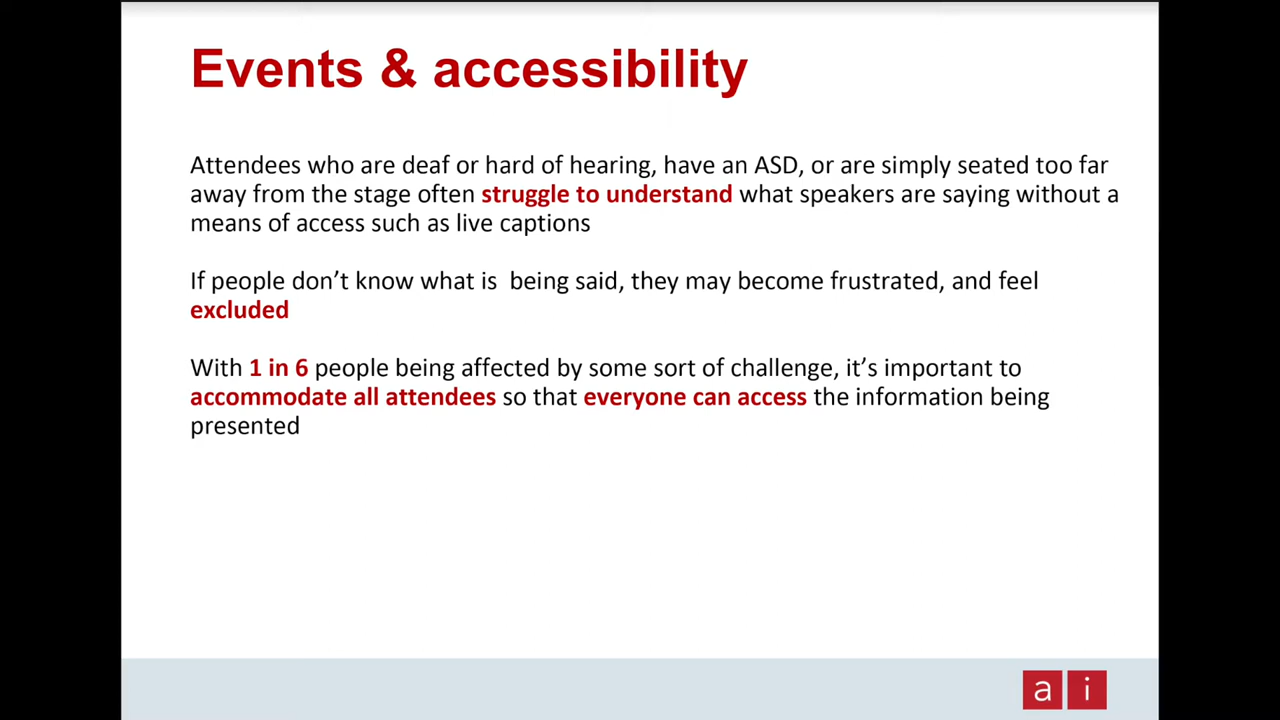 Events & accessibility
Attendees who are deaf or hard of hearing, have an ASD, or are simply seated too far
away from the stage often struggle to understand what speakers are saying without a
means of access such as live captions
If people don’t know what is  being said, they may become frustrated, and feel
excluded
With 1 in 6 people being affected by some sort of challenge, it’s important to
accommodate all attendees so that everyone can access the information being
presented
a i